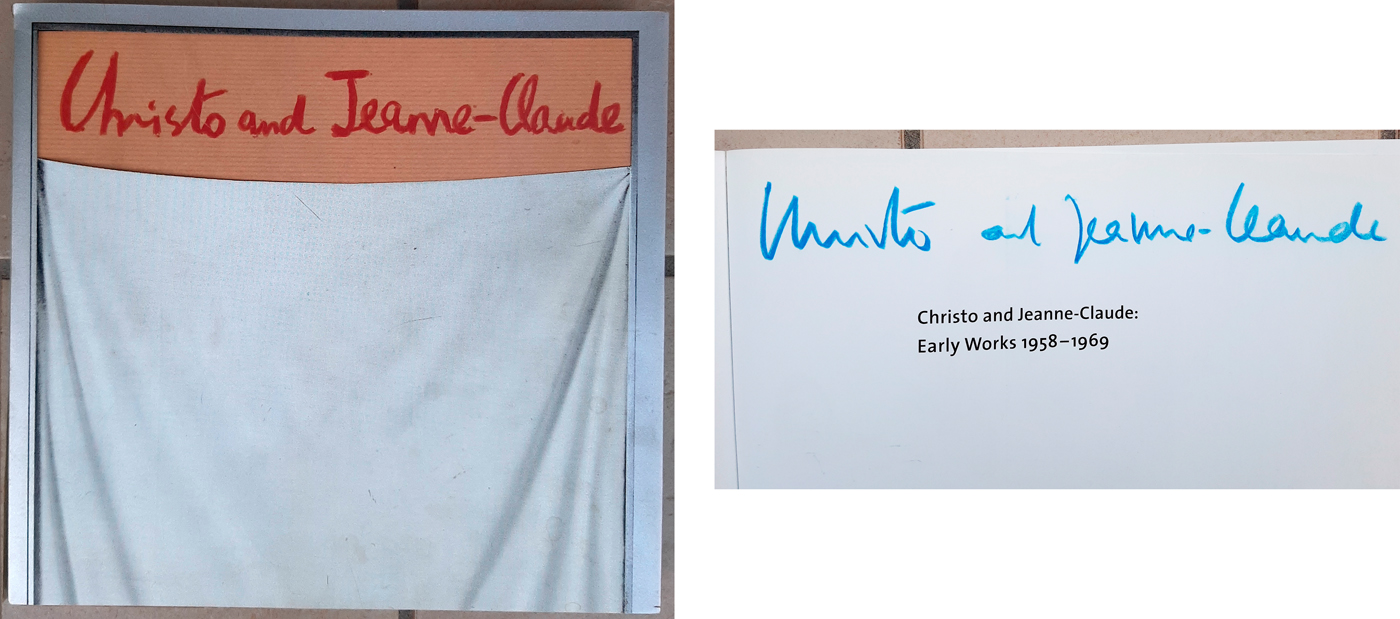 Christo and Jeanne-Claude
Christo and Jeanne-Claude
Christo and Jeanne-Claude:
Early Works 1958–1969